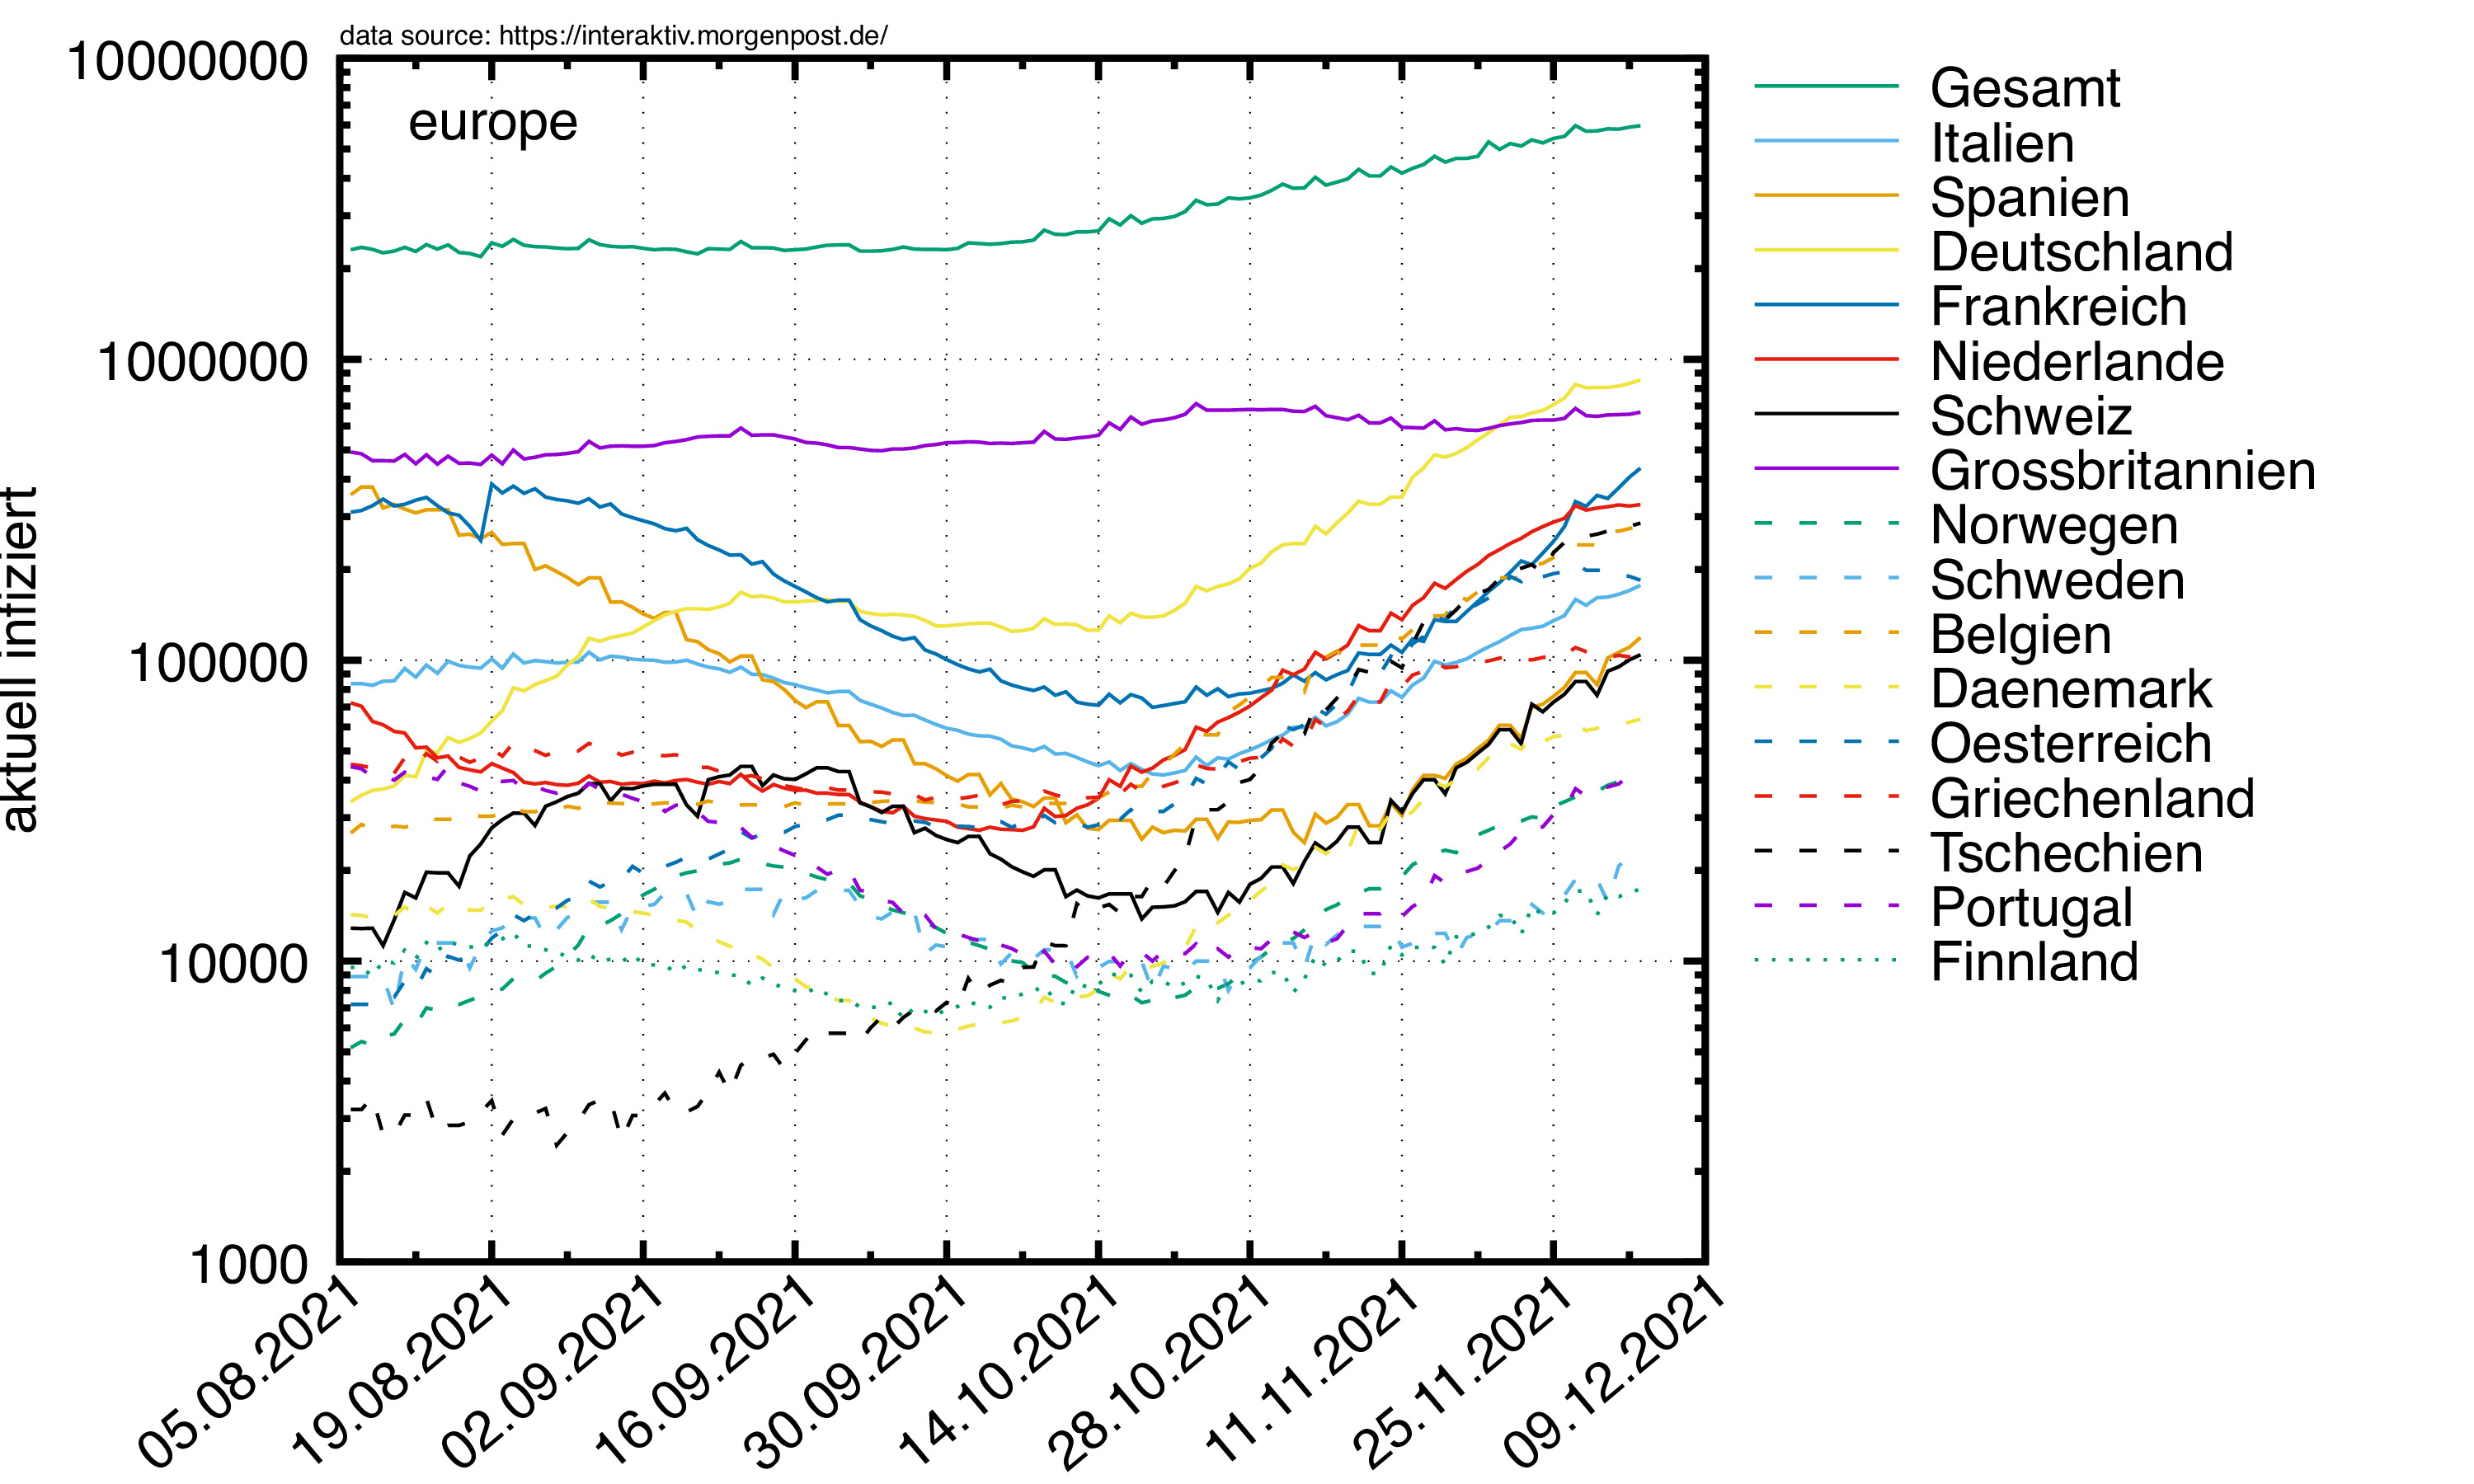 data source: https://interaktiv.morgenpost.de/
europe
aktuell infiziert
10000000
1000000
100000
10000
1000
05.08.2021
19.08.2021
02.09.2021
16.09.2021
30.09.2021
14.10.2021
28.10.2021
11.11.2021
25.11.2021
09.12.2021
Gesamt
Italien
Spanien
Deutschland
Frankreich
Niederlande
Schweiz
Grossbritannien
Norwegen
Schweden
Belgien
Daenemark
Oesterreich
Griechenland
Tschechien
Portugal
Finnland